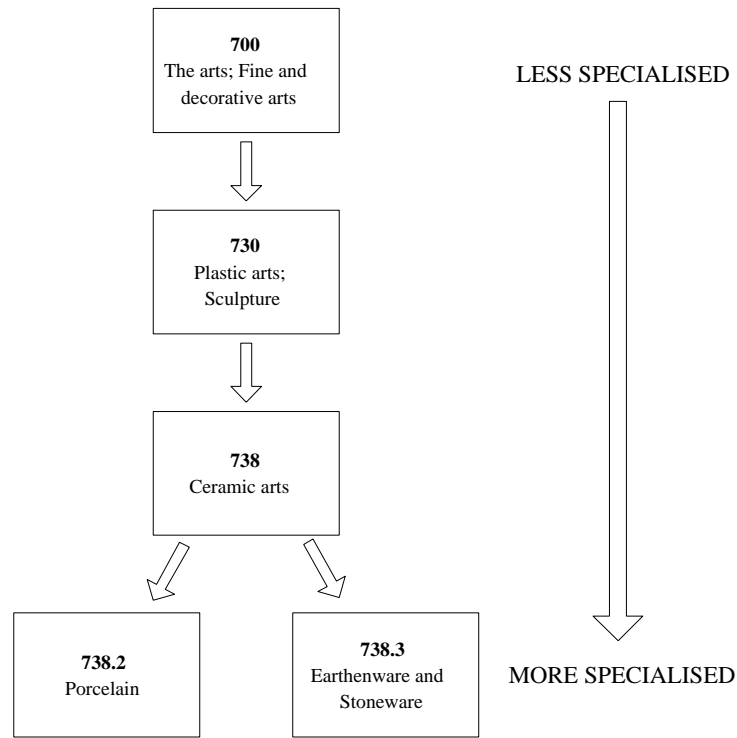 700
The arts; Fine and
decorative arts
LESS SPECIALISED
730
Plastic arts;
Sculpture
738
Ceramic arts
738.2
Porcelain
738.3
Earthenware and
Stoneware
MORE SPECIALISED